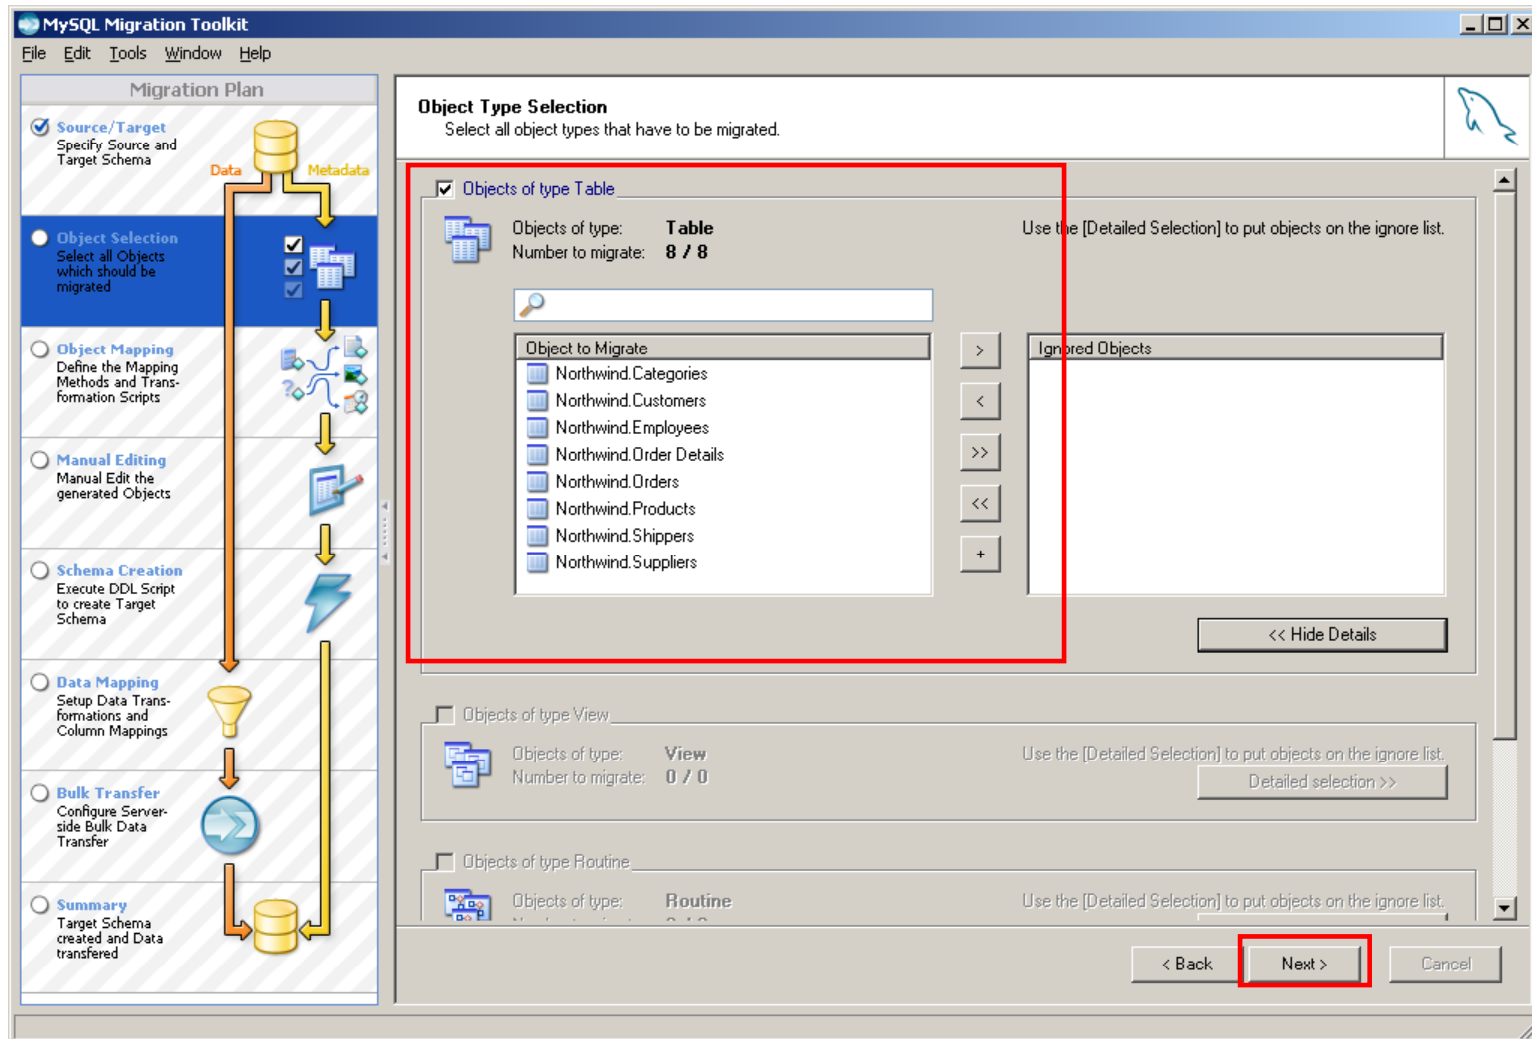 MySQL Migration Toolkit
File Edit Tools Window Help
Migration Plan
Source/Target
Specify Source and
Target Schema
Data
Metadata
Object Selection
Select all Objects
which should be
migrated
Object Mapping
Define the Mapping
Methods and Trans-
formation Scripts
Manual Editing
Manual Edit the
generated Objects
Schema Creation
Execute DDL Script
to create Target
Schema
Data Mapping
Setup Data Trans-
formations and
Column Mappings
Bulk Transfer
Configure Server-
side Bulk Data
Transfer
Summary
Target Schema
created and Data
transfered
Object Type Selection
Select all object types that have to be migrated.
Objects of type Table
Objects of type: Table
Use the [Detailed Selection] to put objects on the ignore list.
Number to migrate: 8 / 8
Object to Migrate
Northwind.Categories
Northwind.Customers
Northwind.Employees
Northwind.Order Details
Northwind.Orders
Northwind.Products
Northwind.Shippers
Northwind.Suppliers
>
<
>>
<<
+
Ignored Objects
<< Hide Details
Objects of type View
Objects of type: View
Use the [Detailed Selection] to put objects on the ignore list.
Number to migrate: 0 / 0
Detailed selection >>
Objects of type Routine
Objects of type: Routine
Use the [Detailed Selection] to put objects on the ignore list.
< Back
Next >
Cancel